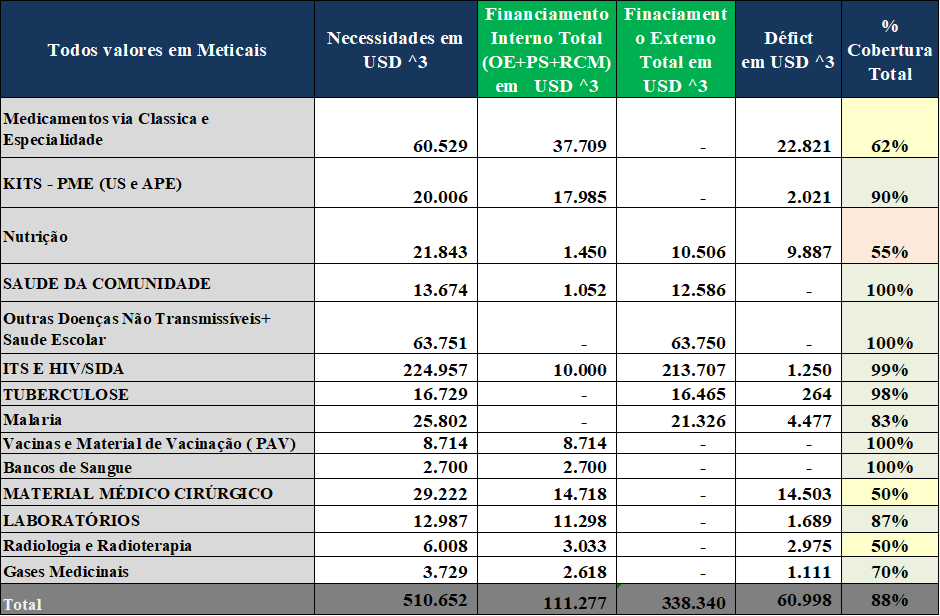 Todos valores em Meticais | Necessidades em USD ^3 | Financiamento Interno Total (OE+PS+RCM) em USD ^3 | Finaciament o Externo Total em USD ^3 | Défict em USD ^3 | % Cobertura Total
Medicamentos via Classica e Especialidade | 60.529 | 37.709 | - | 22.821 | 62%
KITS - PME (US e APE) | 20.006 | 17.985 | - | 2.021 | 90%
Nutrição | 21.843 | 1.450 | 10.506 | 9.887 | 55%
SAUDE DA COMUNIDADE | 13.674 | 1.052 | 12.586 | - | 100%
Outras Doenças Não Transmissíveis+ Saude Escolar | 63.751 | - | 63.750 | - | 100%
ITS E HIV/SIDA | 224.957 | 10.000 | 213.707 | 1.250 | 99%
TUBERCULOSE | 16.729 | - | 16.465 | 264 | 98%
Malaria | 25.802 | - | 21.326 | 4.477 | 83%
Vacinas e Material de Vacinação ( PAV) | 8.714 | 8.714 | - | - | 100%
Bancos de Sangue | 2.700 | 2.700 | - | - | 100%
MATERIAL MÉDICO CIRÚRGICO | 29.222 | 14.718 | - | 14.503 | 50%
LABORATÓRIOS | 12.987 | 11.298 | - | 1.689 | 87%
Radiologia e Radioterapia | 6.008 | 3.033 | - | 2.975 | 50%
Gases Medicinais | 3.729 | 2.618 | - | 1.111 | 70%
Total | 510.652 | 111.277 | 338.340 | 60.998 | 88%